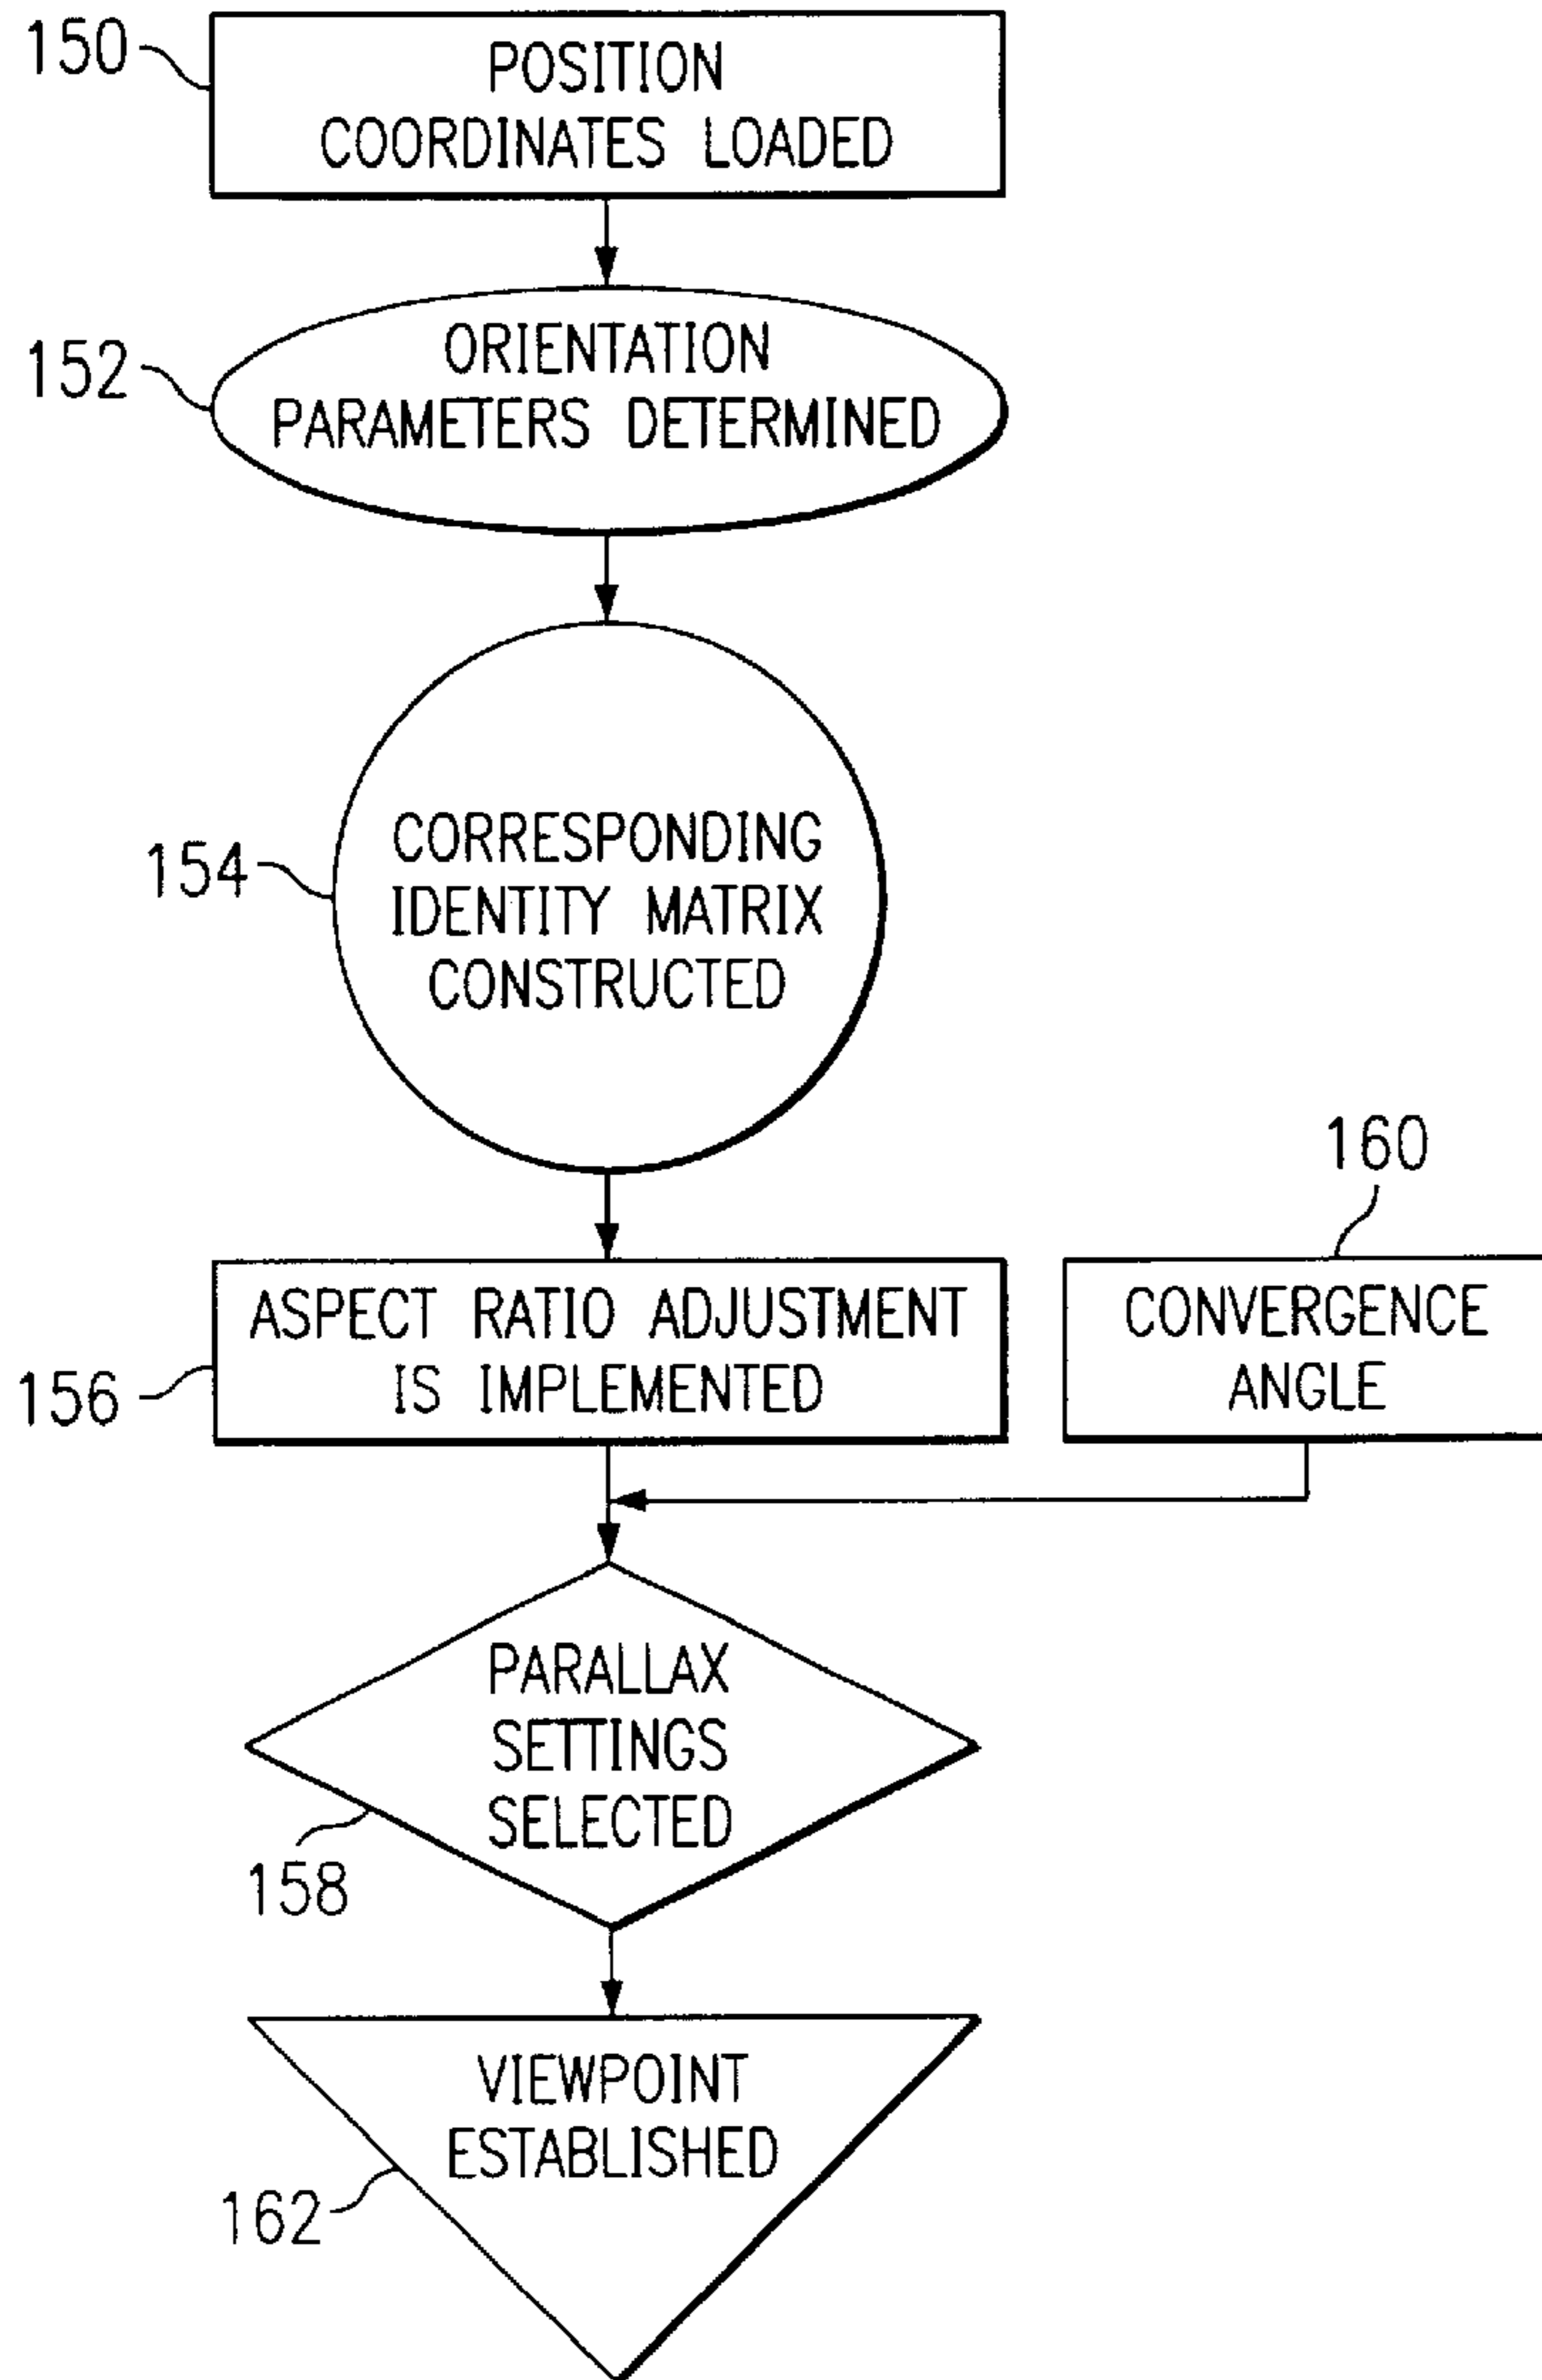 150
POSITION
COORDINATES LOADED
152
ORIENTATION
PARAMETERS DETERMINED
154
CORRESPONDING
IDENTITY MATRIX
CONSTRUCTED
160
156
ASPECT RATIO ADJUSTMENT
IS IMPLEMENTED
CONVERGENCE
ANGLE
PARALLAX
SETTINGS
SELECTED
158
VIEWPOINT
ESTABLISHED
162